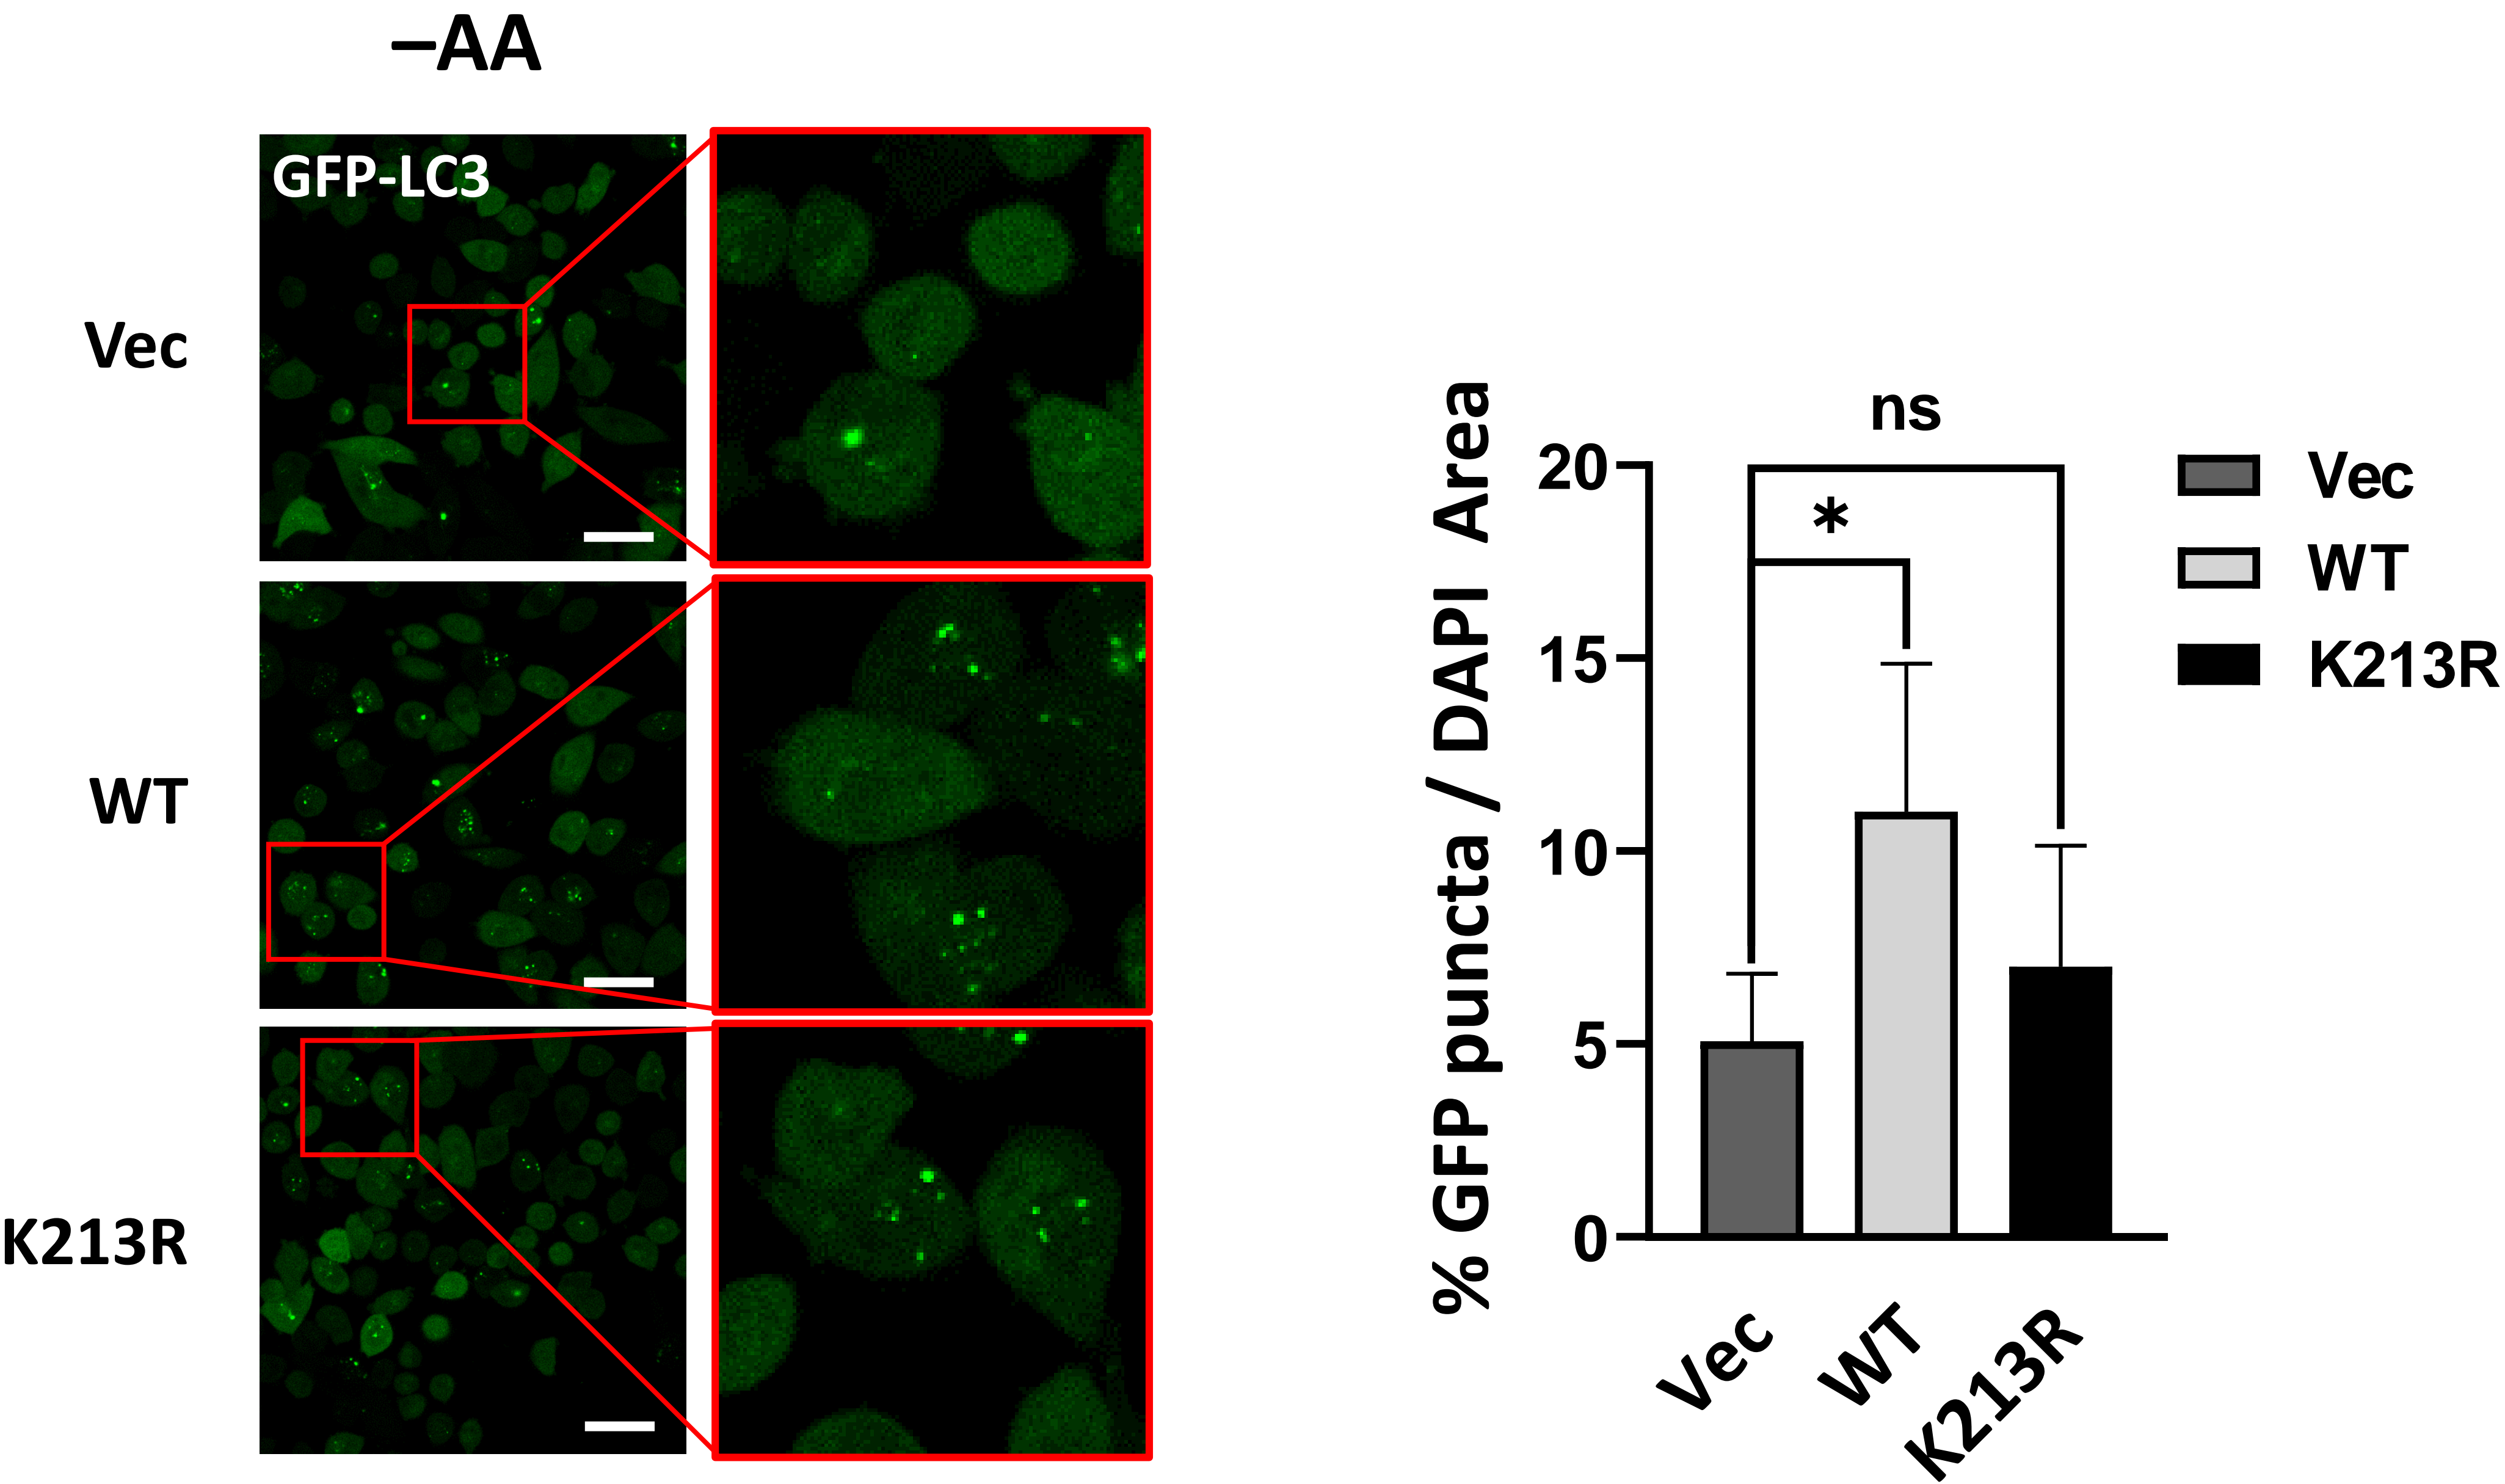 –AA
GFP-LC3
Vec
WT
K213R
% GFP puncta / DAPI Area
20
15
10
5
0
ns
*
Vec
WT
K213R
Vec
WT
K213R